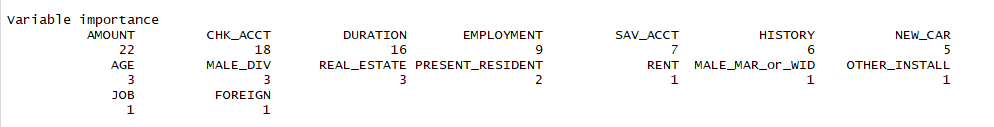 Variable importance
AMOUNT CHK_ACCT DURATION EMPLOYMENT SAV_ACCT HISTORY NEW_CAR
22 18 16 9 7 6 5
AGE MALE_DIV REAL_ESTATE PRESENT_RESIDENT RENT MALE_MAR_or_WID OTHER_INSTALL
3 3 3 2 1 1 1
JOB FOREIGN
1 1